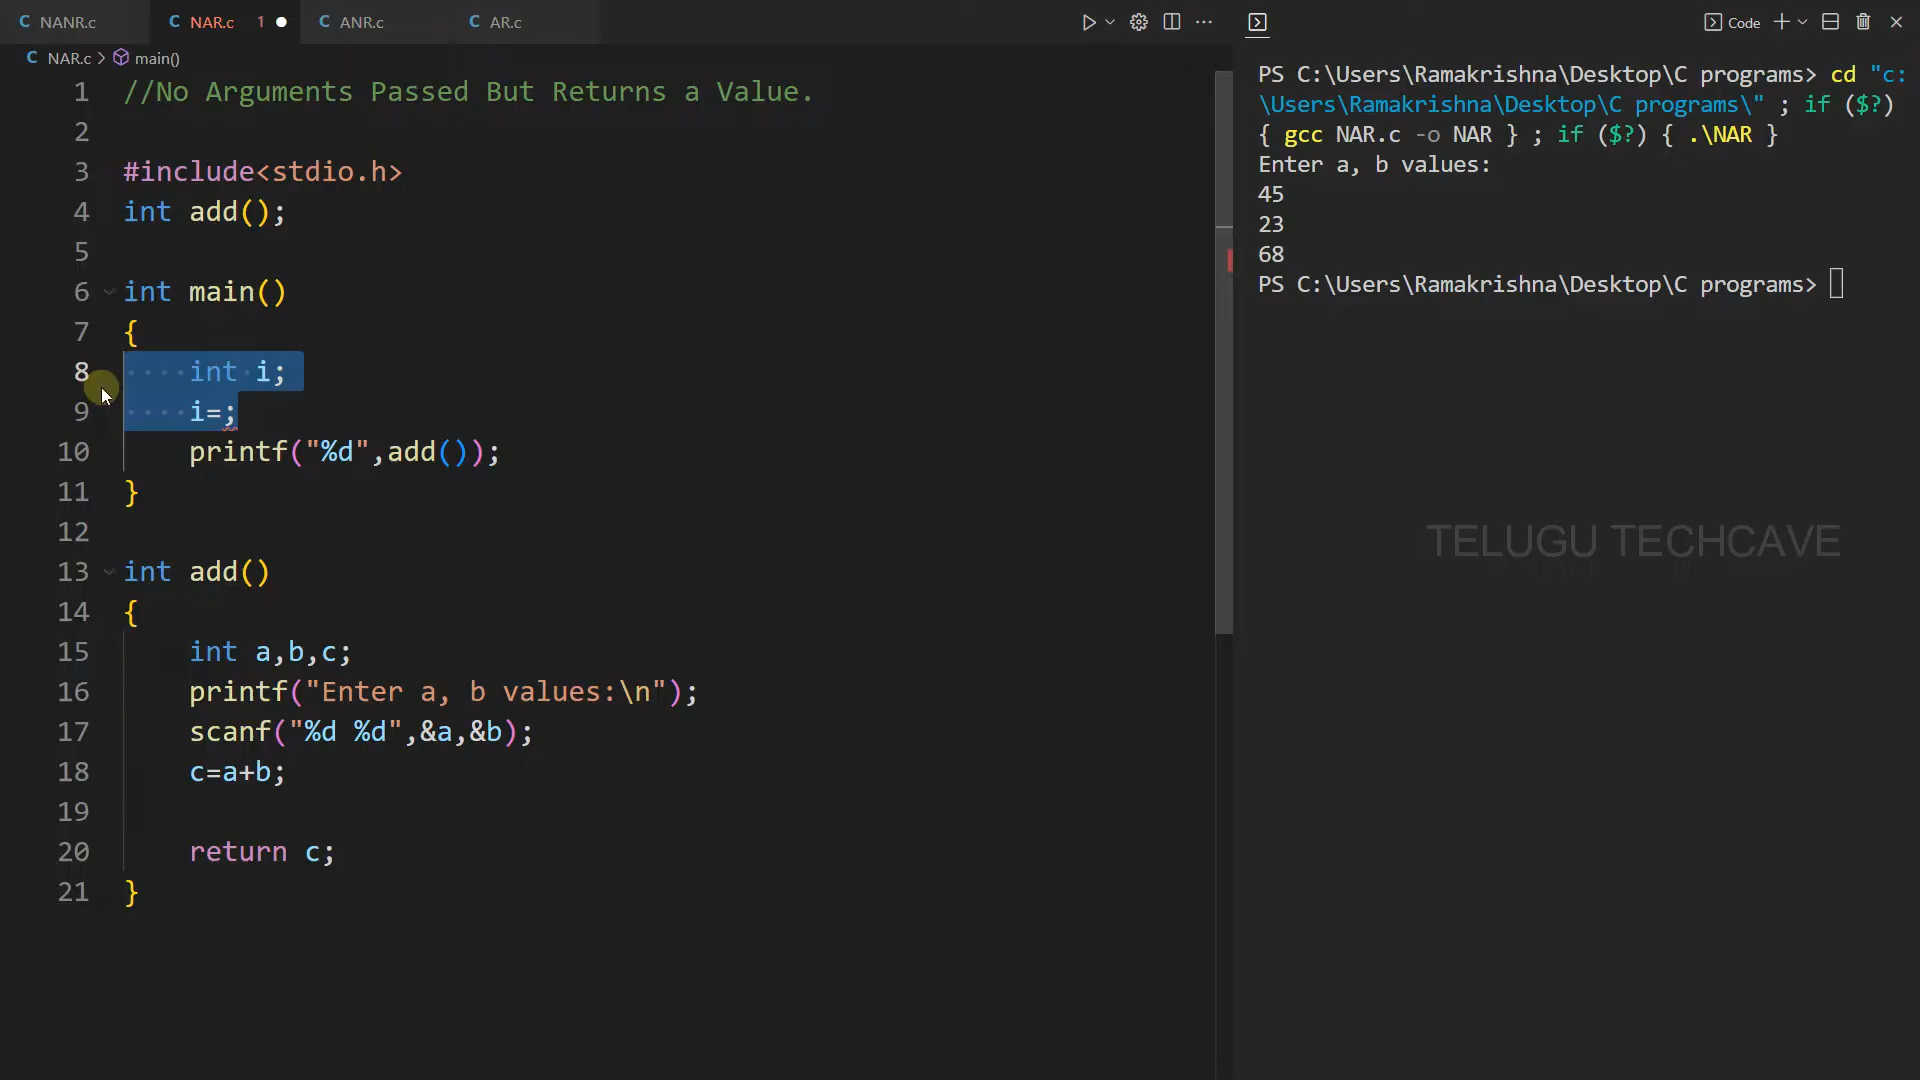 NANR.c
NAR.c 1
ANR.c
AR.c
NAR.c > main()
1 //No Arguments Passed But Returns a Value.
2
3 #include<stdio.h>
4 int add();
5
6 int main()
7 {
8 int i;
9 i=;
10 printf("%d",add());
11 }
12
13 int add()
14 {
15 int a,b,c;
16 printf("Enter a, b values:\n");
17 scanf("%d %d",&a,&b);
18 c=a+b;
19
20 return c;
21 }
Code
PS C:\Users\Ramakrishna\Desktop\C programs> cd "c:
\Users\Ramakrishna\Desktop\C programs\" ; if ($?)
{ gcc NAR.c -o NAR } ; if ($?) { .\NAR }
Enter a, b values:
45
23
68
PS C:\Users\Ramakrishna\Desktop\C programs>
TELUGU TECHCAVE